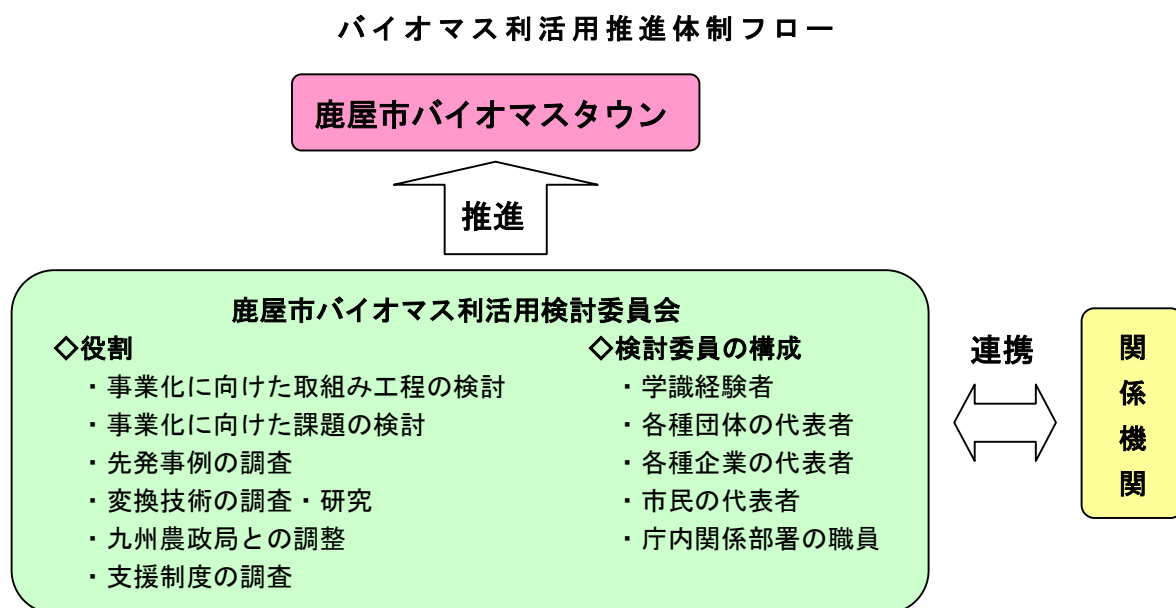 バイオマス利活用推進体制フロー
鹿屋市バイオマスタウン
推進
鹿屋市バイオマス利活用検討委員会
◇役割
・事業化に向けた取組み工程の検討
・事業化に向けた課題の検討
・先発事例の調査
・変換技術の調査・研究
・九州農政局との調整
・支援制度の調査
◇検討委員の構成
・学識経験者
・各種団体の代表者
・各種企業の代表者
・市民の代表者
・庁内関係部署の職員
連携
関係機関